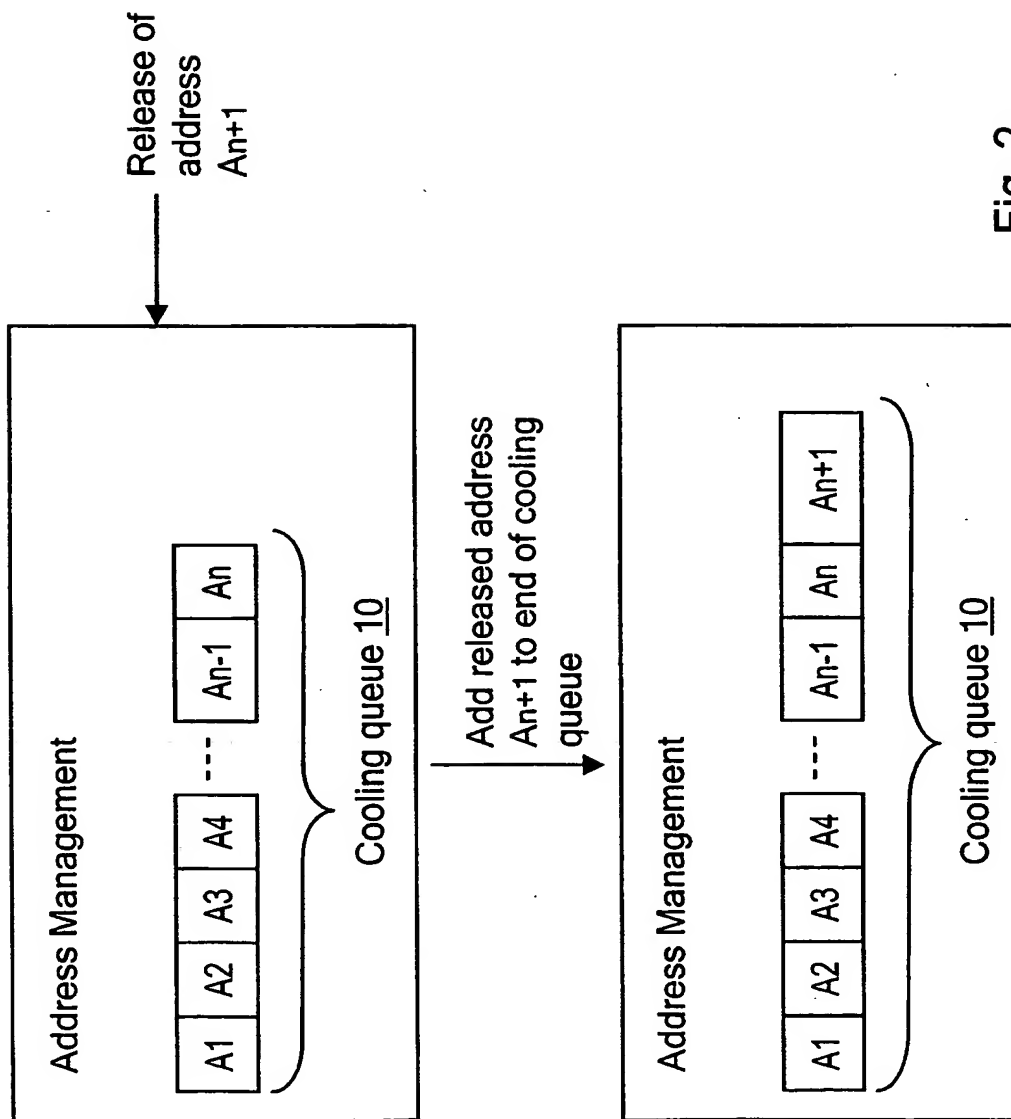 Release of
address
An+1
Address Management
A1 A2 A3 A4 --- An-1 An
Cooling queue 10
Add released address
An+1 to end of cooling
queue
Address Management
A1 A2 A3 A4 --- An-1 An An+1
Cooling queue 10
Fig. 2